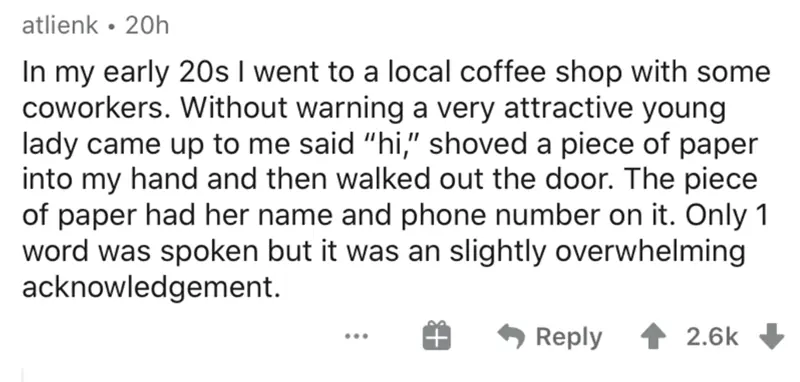 atlienk • 20h
In my early 20s I went to a local coffee shop with some
coworkers. Without warning a very attractive young
lady came up to me said “hi,” shoved a piece of paper
into my hand and then walked out the door. The piece
of paper had her name and phone number on it. Only 1
word was spoken but it was an slightly overwhelming
acknowledgement.
Reply 2.6k